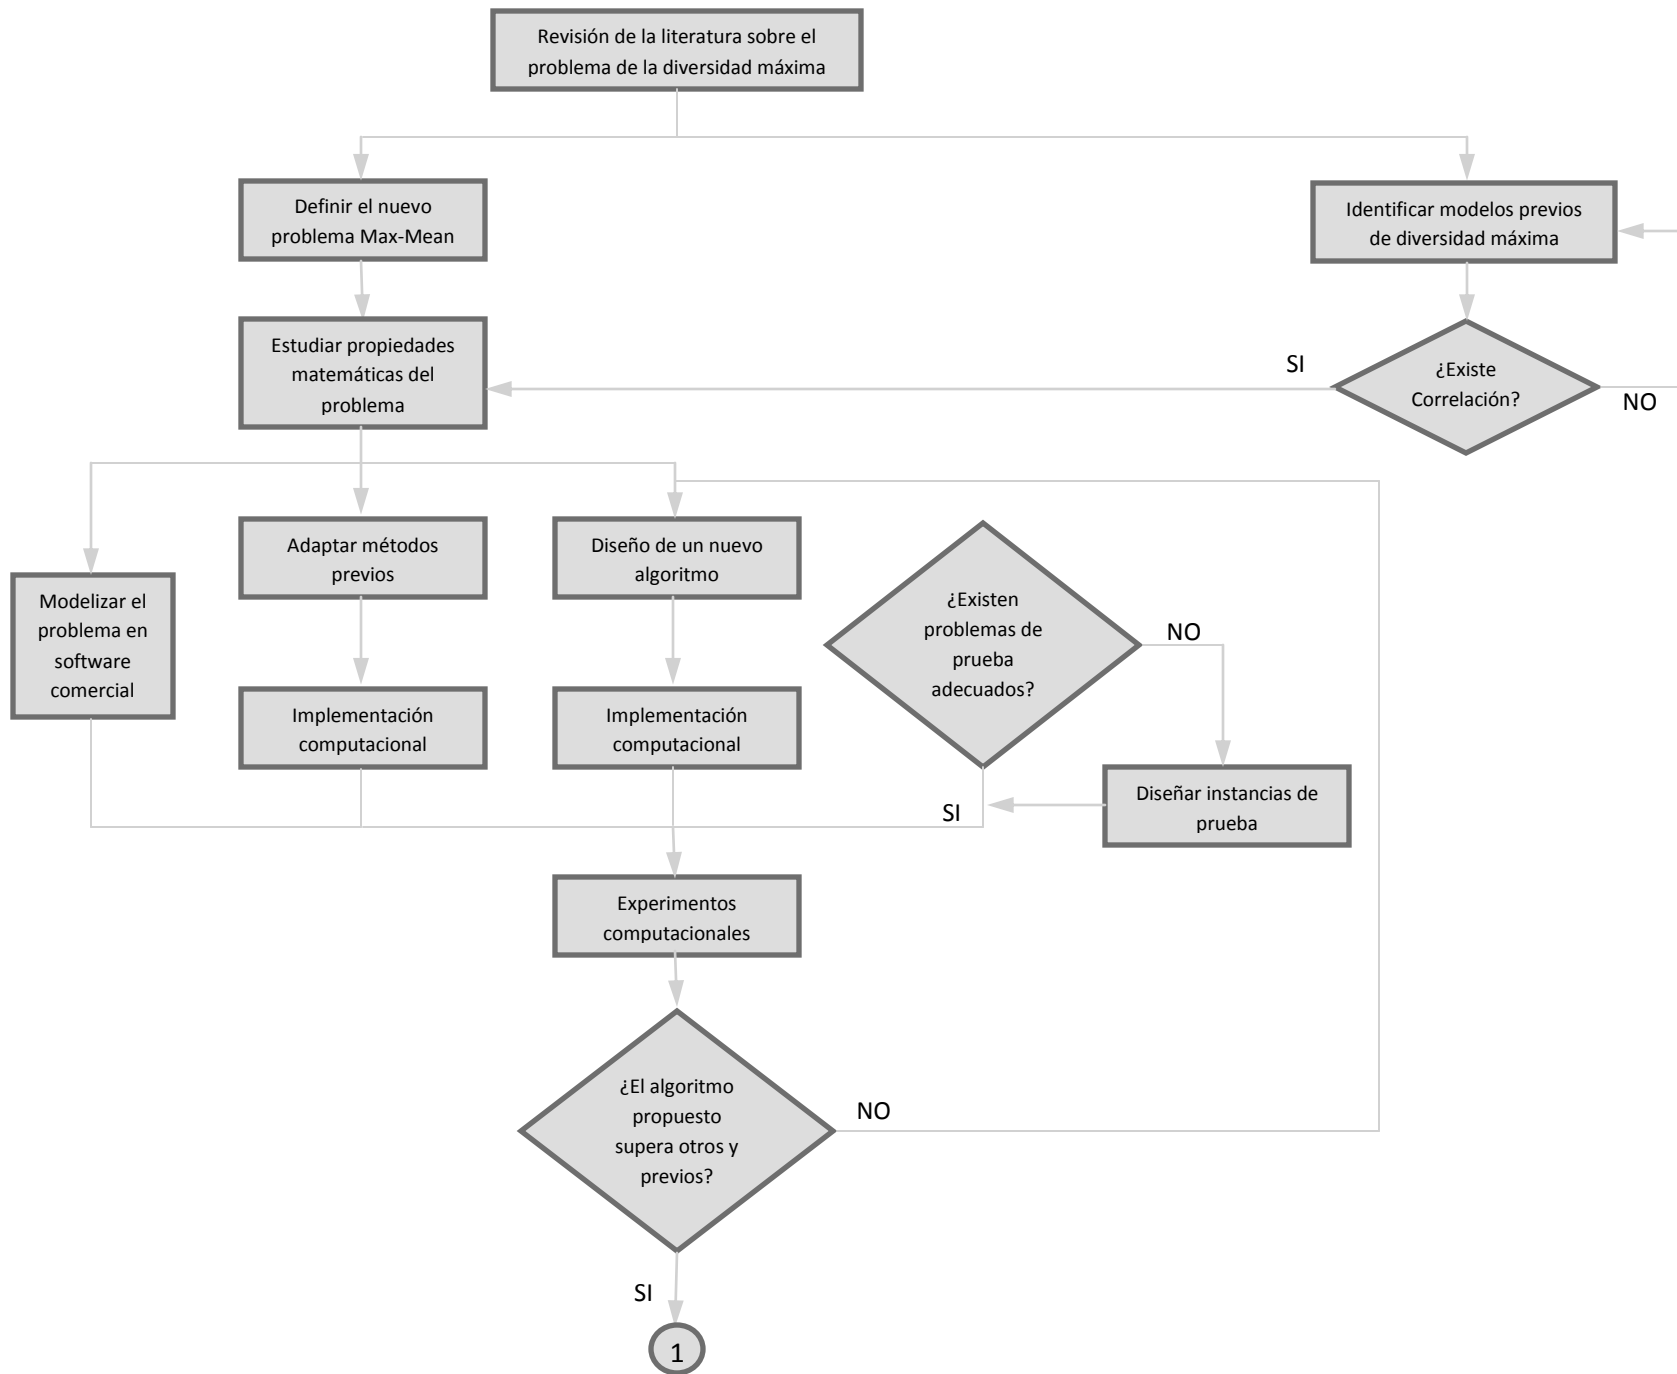 Revisión de la literatura sobre el
problema de la diversidad máxima
Definir el nuevo
problema Max-Mean
Identificar modelos previos
de diversidad máxima
Estudiar propiedades
matemáticas del
problema
SI
¿Existe
Correlación?
NO
Modelizar el
problema en
software
comercial
Adaptar métodos
previos
Diseño de un nuevo
algoritmo
¿Existen
problemas de
prueba
adecuados?
NO
Implementación
computacional
Implementación
computacional
SI
Diseñar instancias de
prueba
Experimentos
computacionales
¿El algoritmo
propuesto
supera otros y
previos?
NO
SI
1